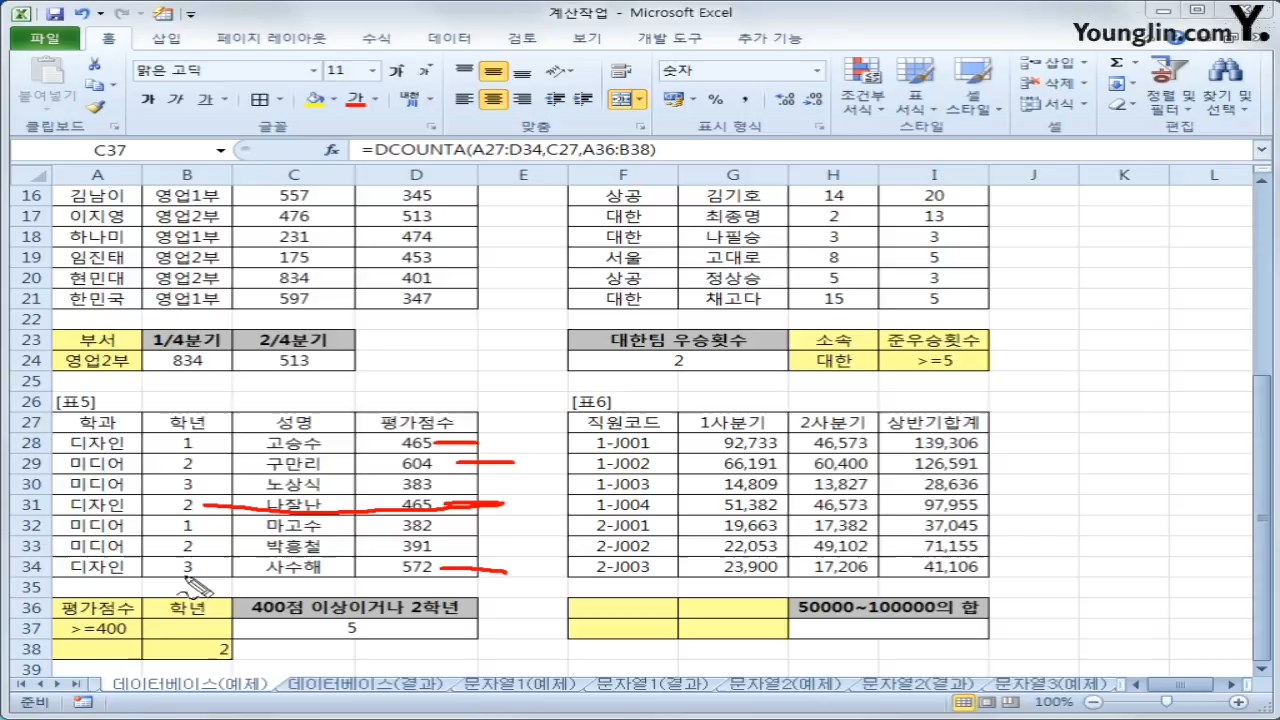 계산작업 - Microsoft Excel
YoungJin.com Y.
파일 홈 삽입 페이지 레이아웃 수식 데이터 검토 보기 개발 도구 추가 기능
붙여넣기 맑은 고딕 11 가 가 숫자 조건부 서식 표 서식 셀 스타일 삽입 삭제 서식 정렬 및 필터 찾기 및 선택
가 가 가 가 %
클립보드 글꼴 맞춤 표시 형식 스타일 셀 편집
C37 fx =DCOUNTA(A27:D34,C27,A36:B38)
A B C D E F G H I J K L
16 김남이 영업1부 557 345 상공 김기호 14 20
17 이지영 영업2부 476 513 대한 최종명 2 13
18 하나미 영업1부 231 474 대한 나필승 3 3
19 임진태 영업2부 175 453 서울 고대로 8 5
20 현민대 영업2부 834 401 상공 정상승 5 3
21 한민국 영업1부 597 347 대한 채고다 15 5
22
23 부서 1/4분기 2/4분기 대한팀 우승횟수 소속 준우승횟수
24 영업2부 834 513 2 대한 >=5
25
26 [표5] [표6]
27 학과 학년 성명 평가점수 직원코드 1사분기 2사분기 상반기합계
28 디자인 1 고승수 465 1-J001 92,733 46,573 139,306
29 미디어 2 구만리 604 1-J002 66,191 60,400 126,591
30 미디어 3 노상식 383 1-J003 14,809 13,827 28,636
31 디자인 2 나잘난 465 1-J004 51,382 46,573 97,955
32 미디어 1 마고수 382 2-J001 19,663 17,382 37,045
33 미디어 2 박흥철 391 2-J002 22,053 49,102 71,155
34 디자인 3 사수해 572 2-J003 23,900 17,206 41,106
35
36 평가점수 학년 400점 이상이거나 2학년 50000~100000의 합
37 >=400 5
38 2
39
데이터베이스(예제) 데이터베이스(결과) 문자열1(예제) 문자열1(결과) 문자열2(예제) 문자열2(결과) 문자열3(예제)
준비 100%